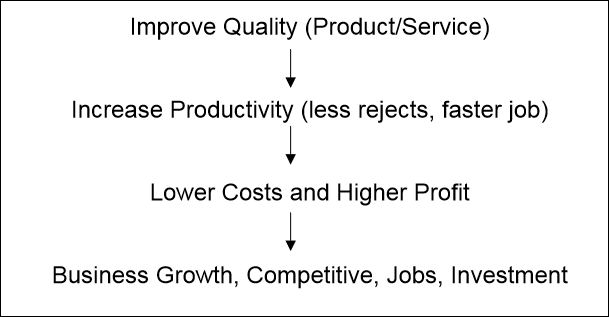 Improve Quality (Product/Service)
Increase Productivity (less rejects, faster job)
Lower Costs and Higher Profit
Business Growth, Competitive, Jobs, Investment